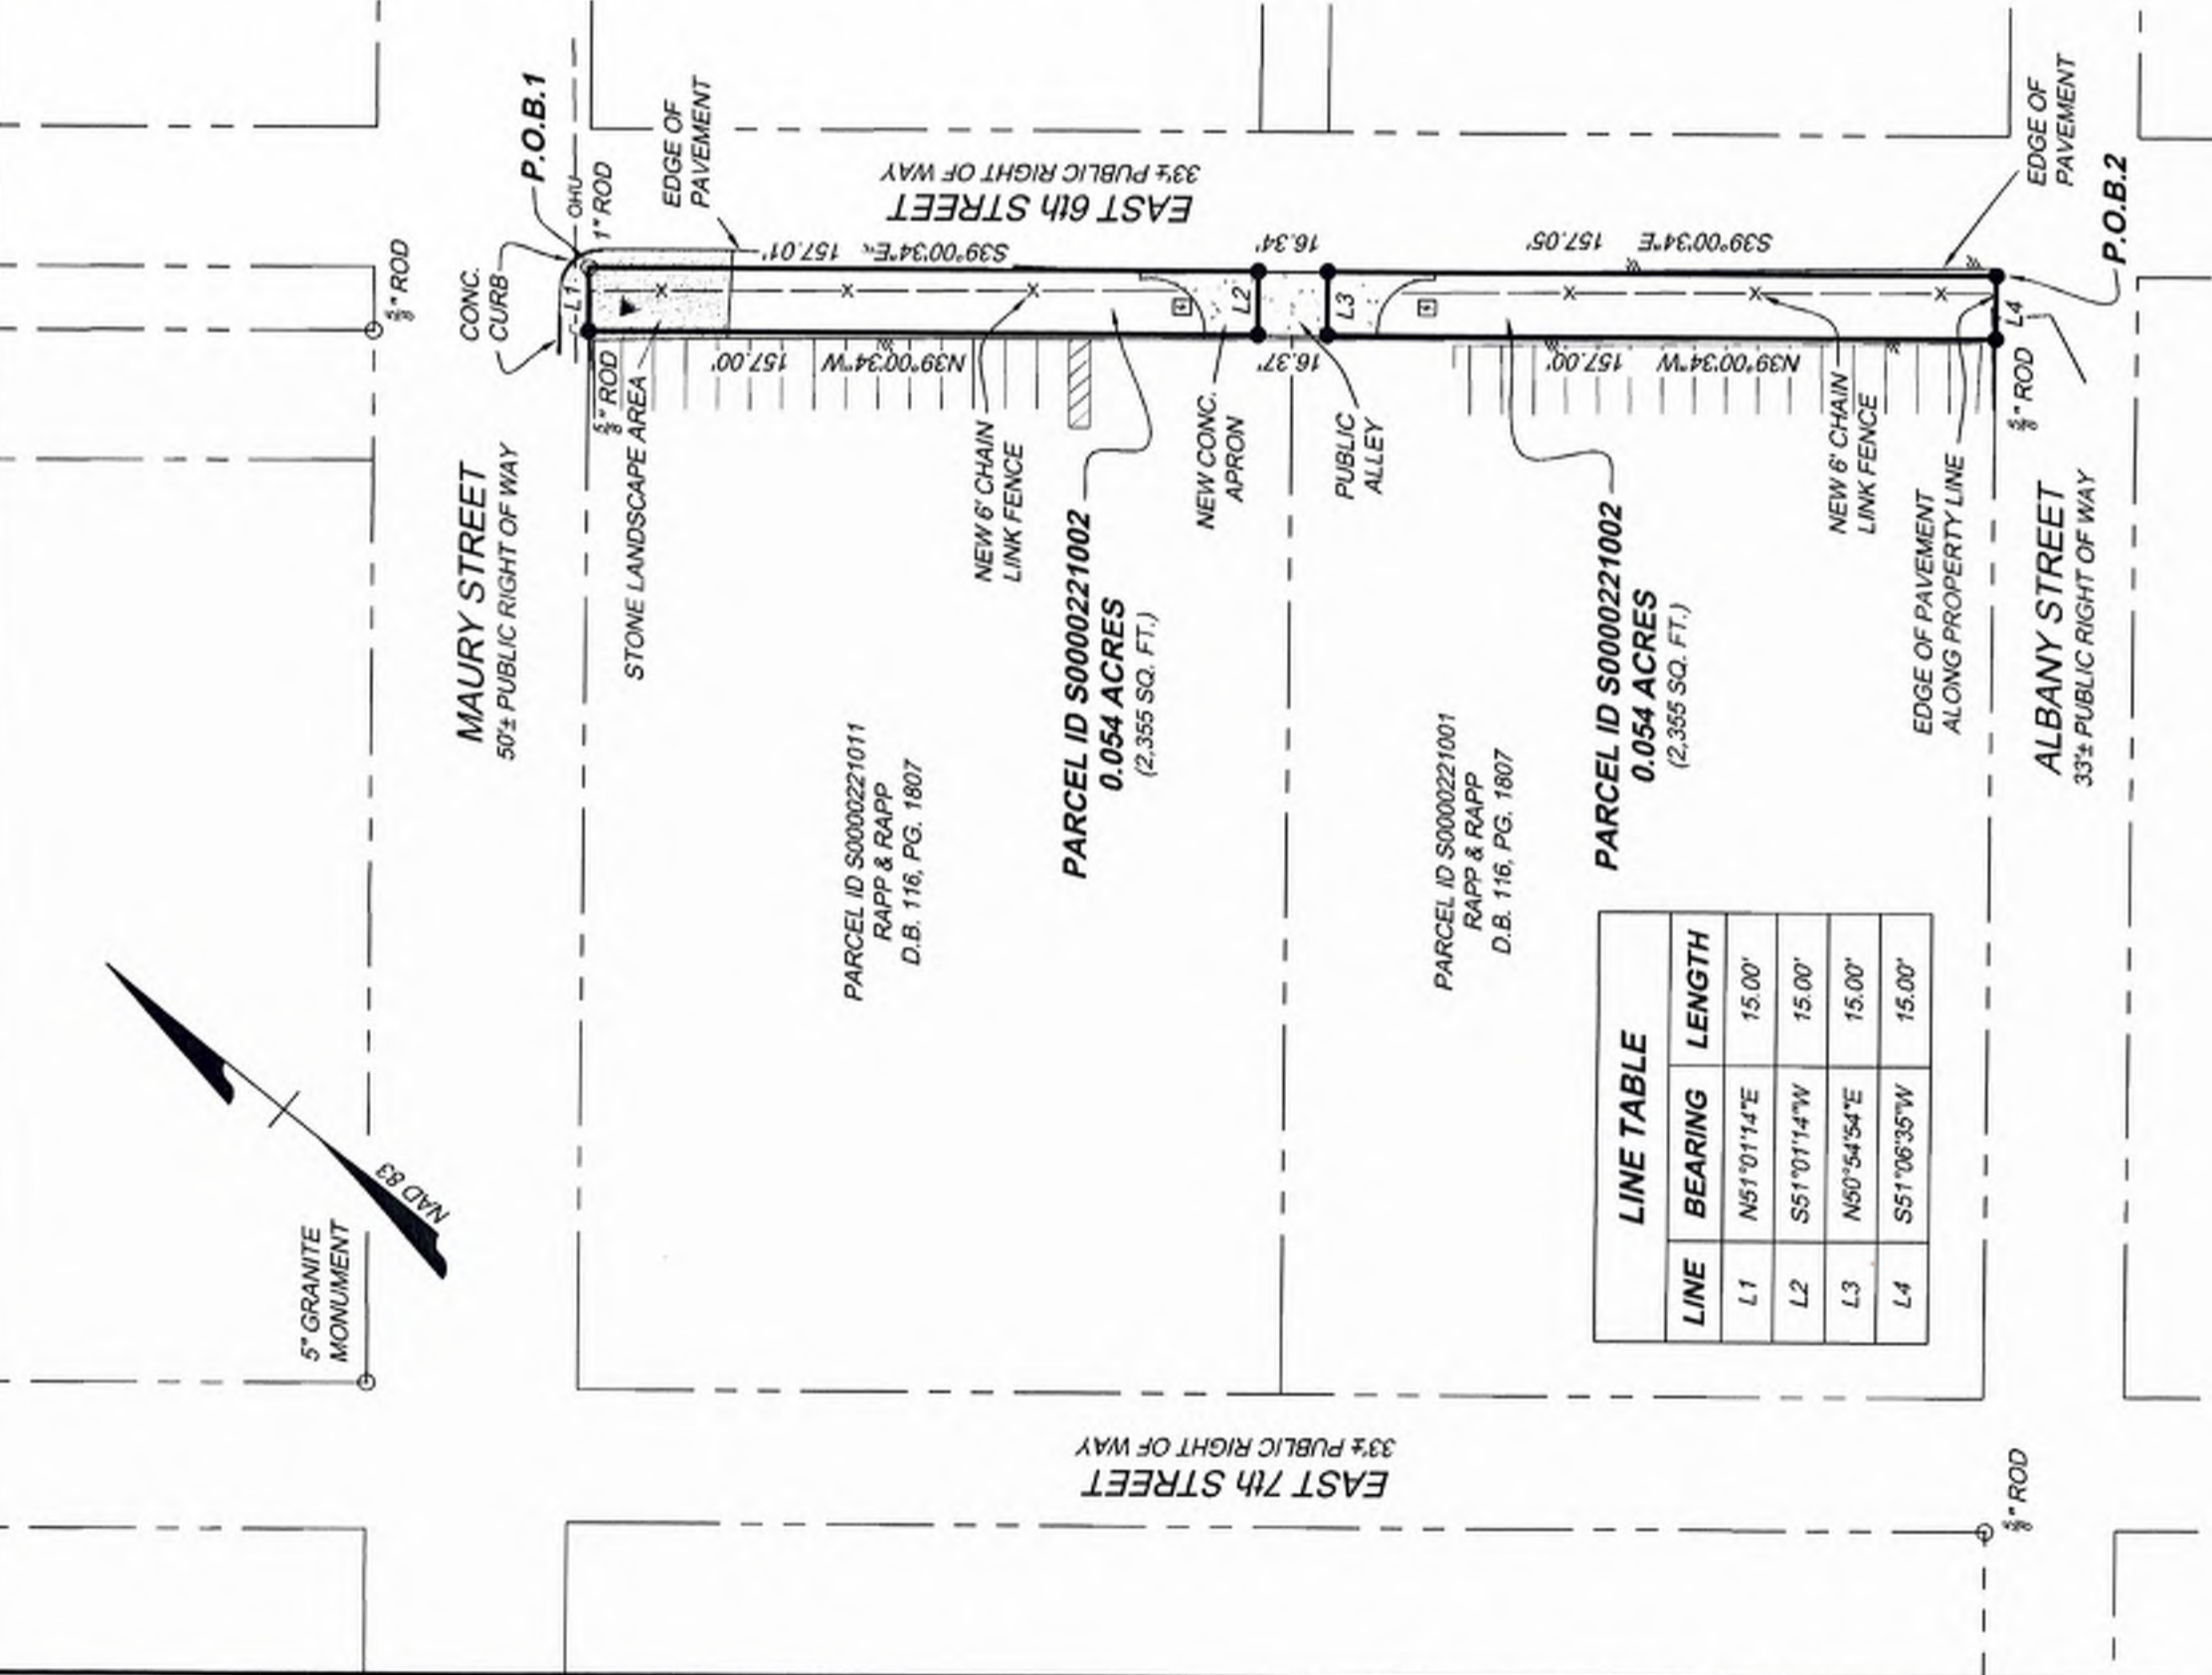 P.O.B.1
CONC.
CURB
OHU
1" ROD
EDGE OF
PAVEMENT
EAST 6th STREET
33'± PUBLIC RIGHT OF WAY
EDGE OF
PAVEMENT
P.O.B.2
5/8" ROD
L1
S39°00'34"E
157.01'
16.34'
S39°00'34"E
157.05'
L2
L3
L4
N39°00'34"W
157.00'
16.37'
N39°00'34"W
157.00'
5/8" ROD
5/8" ROD
MAURY STREET
50'± PUBLIC RIGHT OF WAY
STONE LANDSCAPE AREA
NEW 6' CHAIN
LINK FENCE
NEW CONC.
APRON
PUBLIC
ALLEY
NEW 6' CHAIN
LINK FENCE
EDGE OF PAVEMENT
ALONG PROPERTY LINE
ALBANY STREET
33'± PUBLIC RIGHT OF WAY
PARCEL ID S0000221002
0.054 ACRES
(2,355 SQ. FT.)
PARCEL ID S0000221002
0.054 ACRES
(2,355 SQ. FT.)
PARCEL ID S0000221011
RAPP & RAPP
D.B. 116, PG. 1807
PARCEL ID S0000221001
RAPP & RAPP
D.B. 116, PG. 1807
NAD 83
5" GRANITE
MONUMENT
LINE TABLE
LINE BEARING LENGTH
L1 N51°01'14"E 15.00'
L2 S51°01'14"W 15.00'
L3 N50°54'54"E 15.00'
L4 S51°06'35"W 15.00'
EAST 7th STREET
33'± PUBLIC RIGHT OF WAY
5/8" ROD